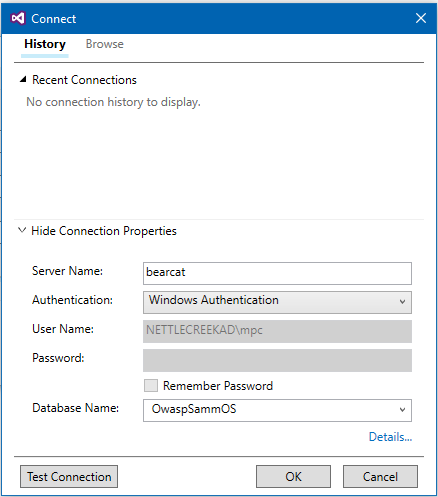 Connect
History Browse
Recent Connections
No connection history to display.
Hide Connection Properties
Server Name: bearcat
Authentication: Windows Authentication
User Name: NETTLECREEKAD\mpc
Password:
Remember Password
Database Name: OwaspSammOS
Details...
Test Connection OK Cancel